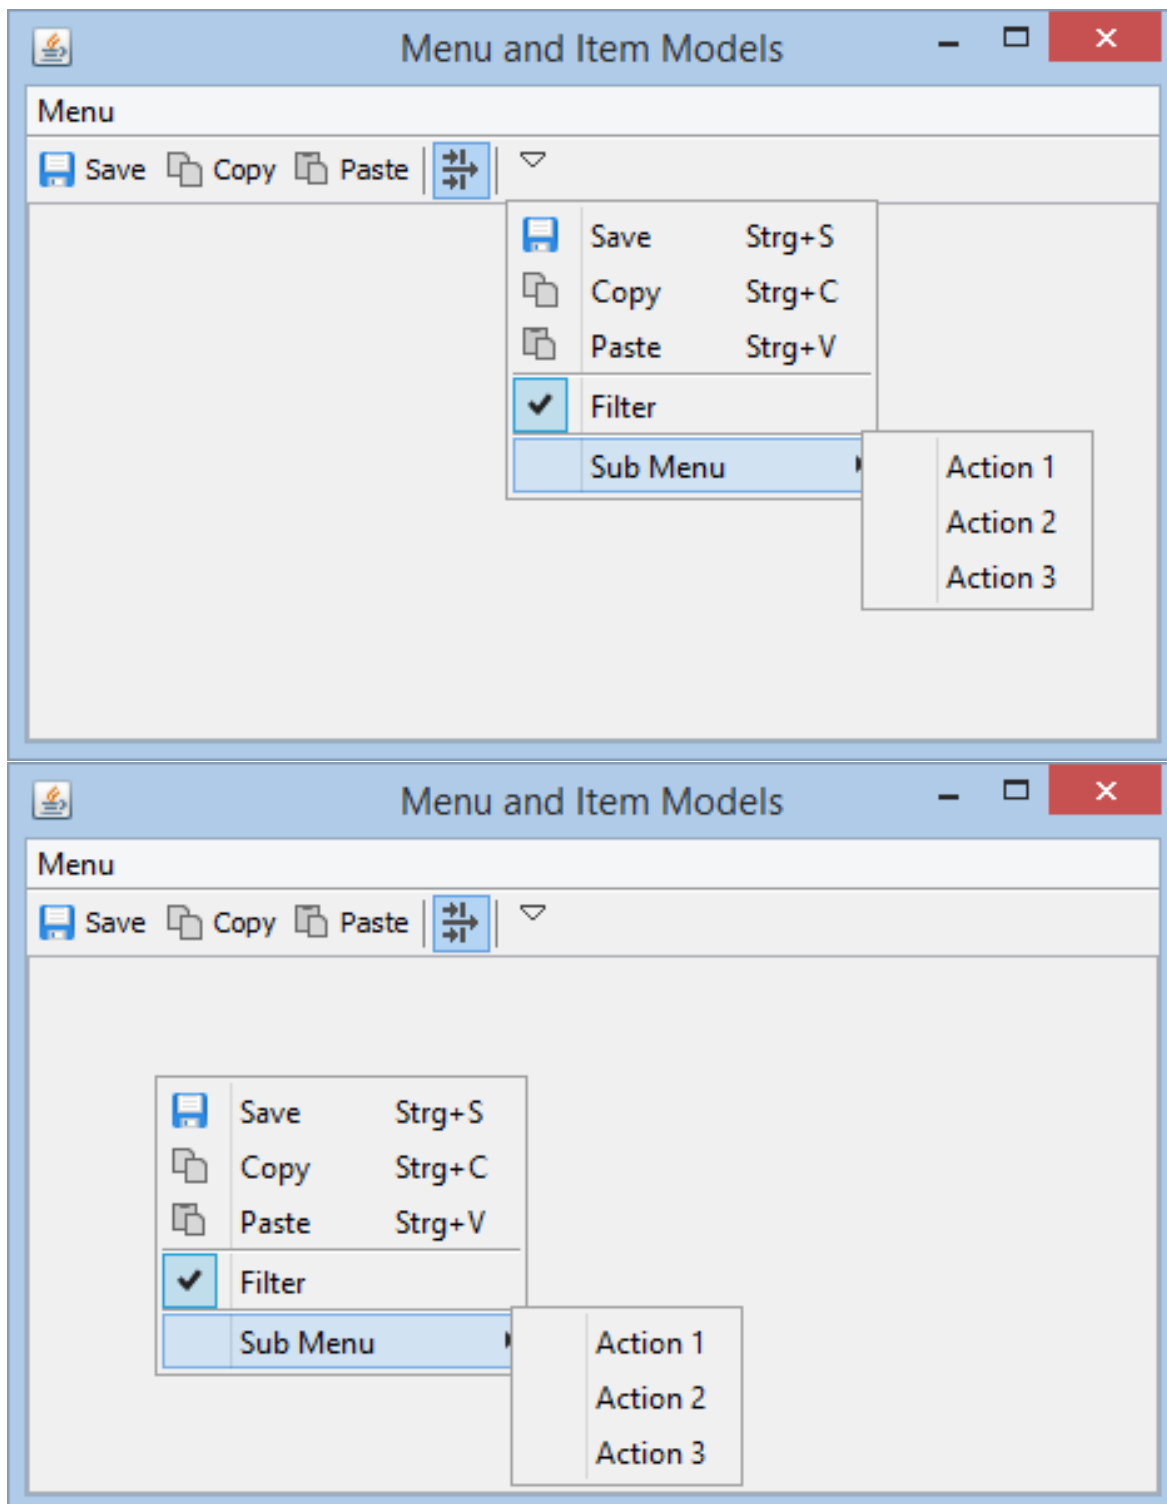 Menu and Item Models
Menu
Save Copy Paste
Save Strg+S
Copy Strg+C
Paste Strg+V
Filter
Sub Menu
Action 1
Action 2
Action 3
Menu and Item Models
Menu
Save Copy Paste
Save Strg+S
Copy Strg+C
Paste Strg+V
Filter
Sub Menu
Action 1
Action 2
Action 3